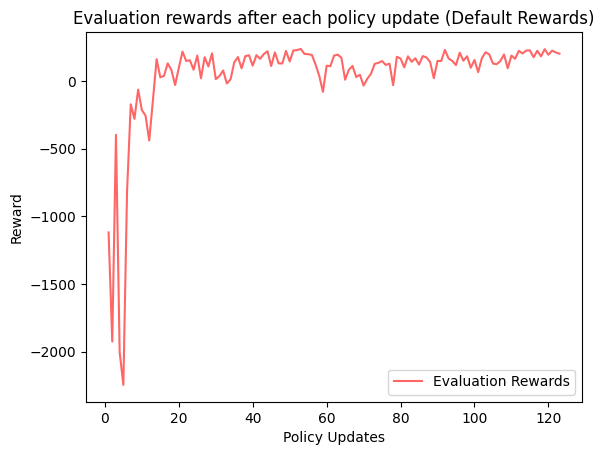 Evaluation rewards after each policy update (Default Rewards)
0
−500
−1000
−1500
−2000
Reward
0 20 40 60 80 100 120
Policy Updates
Evaluation Rewards